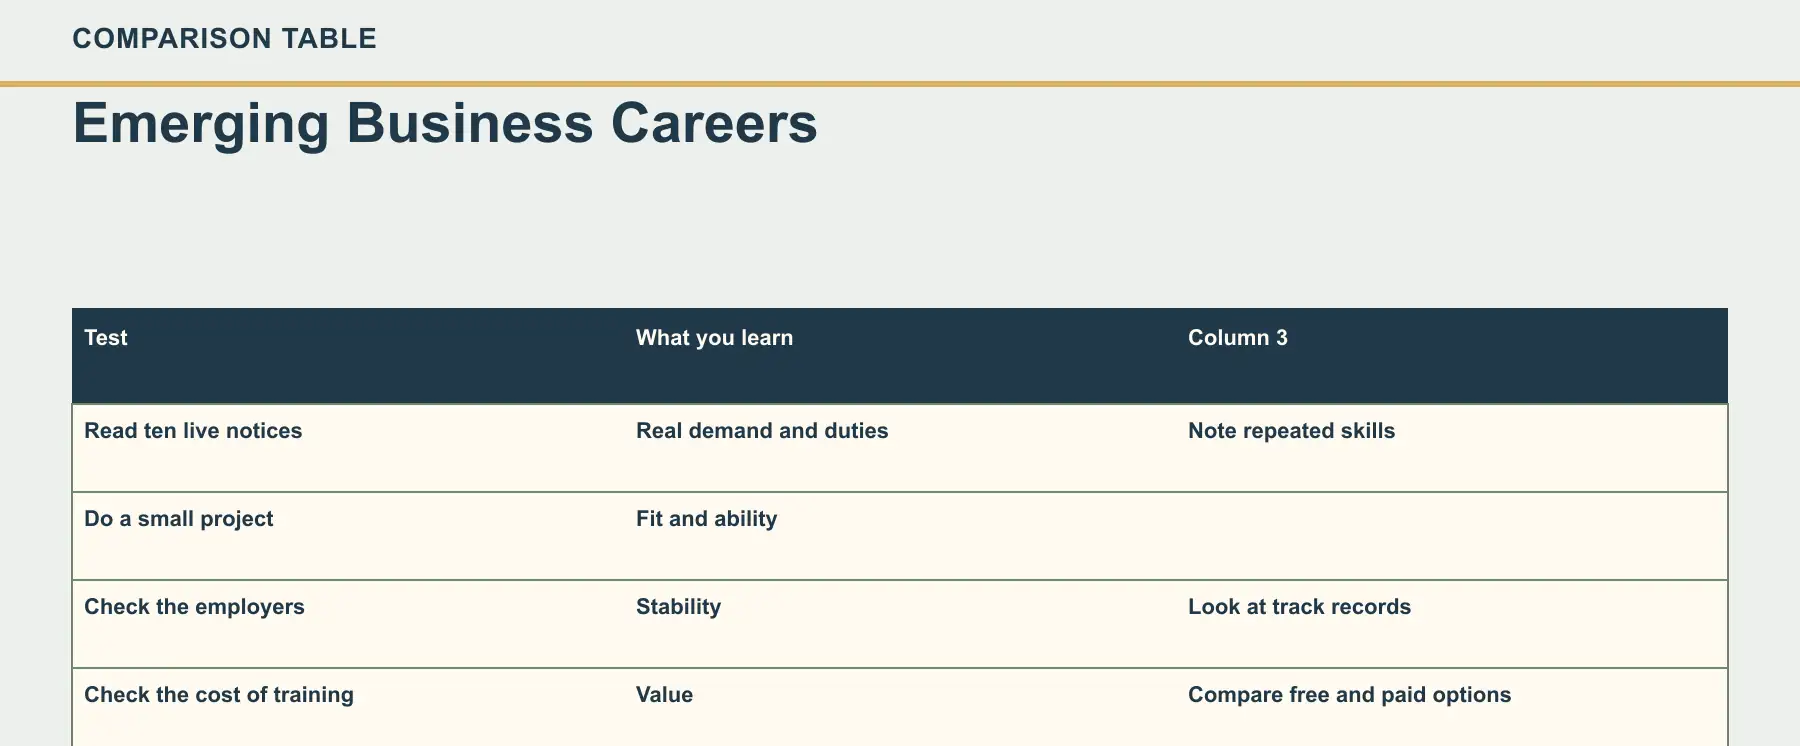 COMPARISON TABLE
Emerging Business Careers
Test What you learn Column 3
Read ten live notices Real demand and duties Note repeated skills
Do a small project Fit and ability
Check the employers Stability Look at track records
Check the cost of training Value Compare free and paid options